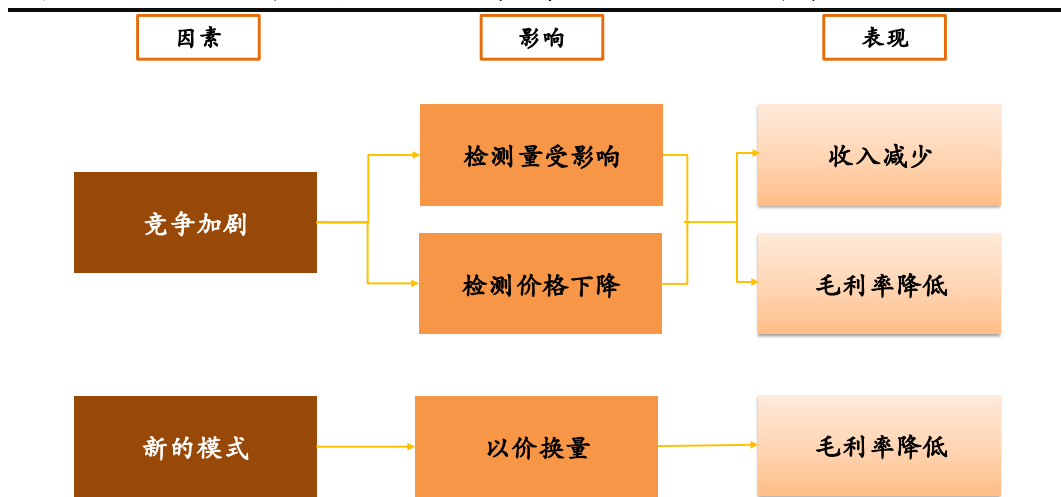 因素
影响
表现
检测量受影响
收入减少
竞争加剧
检测价格下降
毛利率降低
新的模式
以价换量
毛利率降低